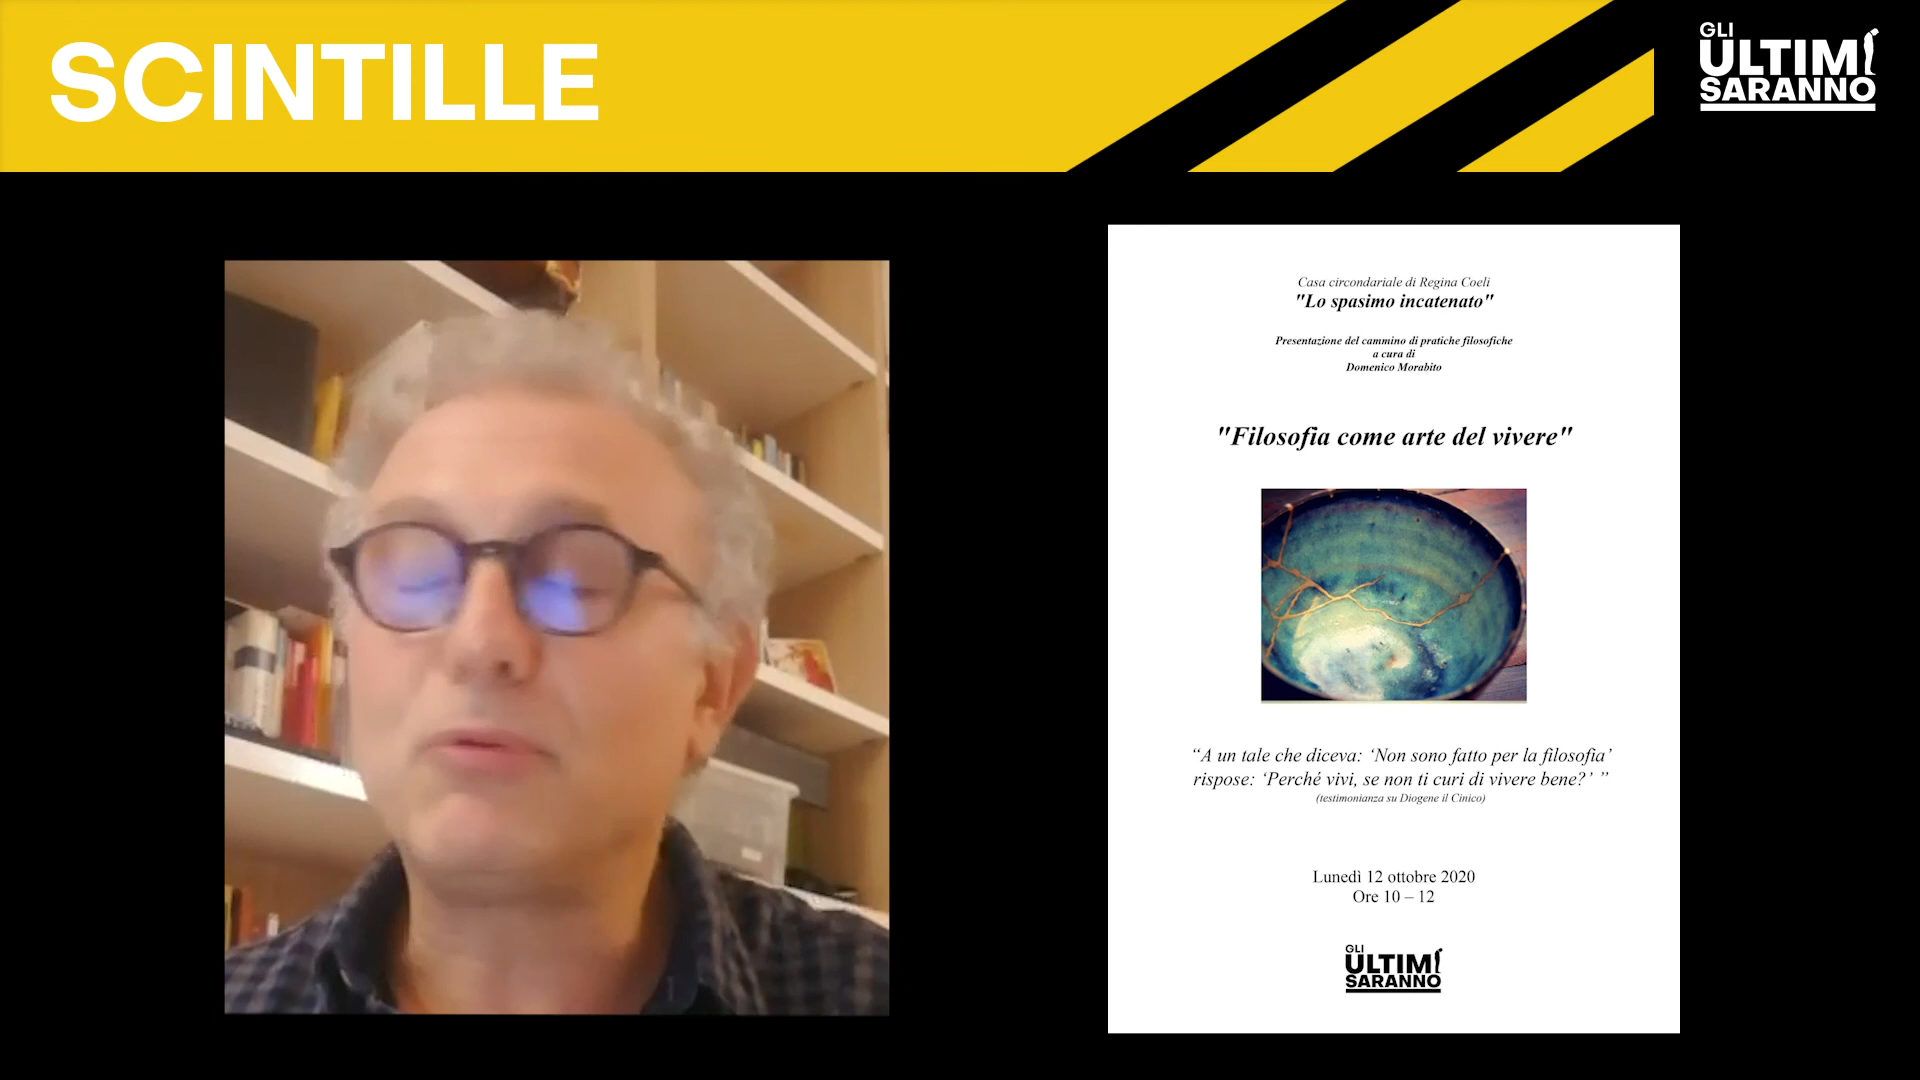 SCINTILLE
GLI
ULTIMI
SARANNO
Casa circondariale di Regina Coeli
"Lo spasimo incatenato"
Presentazione del cammino di pratiche filosofiche
a cura di
Domenico Morabito
"Filosofia come arte del vivere"
“A un tale che diceva: ‘Non sono fatto per la filosofia’
rispose: ‘Perché vivi, se non ti curi di vivere bene?’ ”
(testimonianza su Diogene il Cinico)
Lunedì 12 ottobre 2020
Ore 10 – 12
GLI
ULTIMI
SARANNO